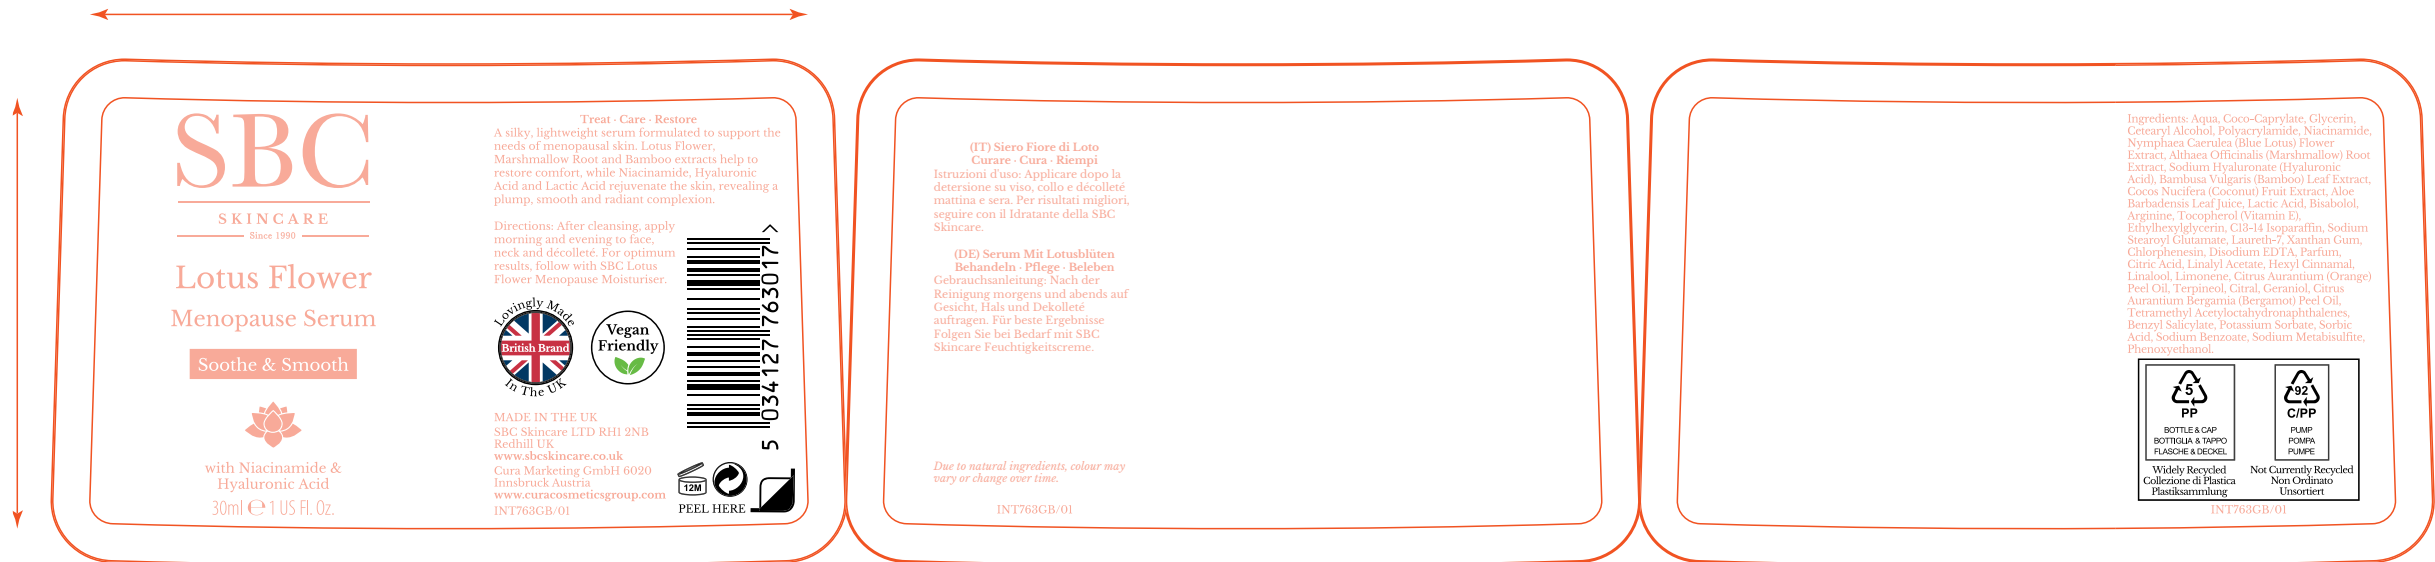 SBC
SKINCARE
Since 1990
Lotus Flower
Menopause Serum
Soothe & Smooth
with Niacinamide &
Hyaluronic Acid
30ml ℮ 1 US Fl. Oz.
Treat · Care · Restore
A silky, lightweight serum formulated to support the
needs of menopausal skin. Lotus Flower,
Marshmallow Root and Bamboo extracts help to
restore comfort, while Niacinamide, Hyaluronic
Acid and Lactic Acid rejuvenate the skin, revealing a
plump, smooth and radiant complexion.
Directions: After cleansing, apply
morning and evening to face,
neck and décolleté. For optimum
results, follow with SBC Lotus
Flower Menopause Moisturiser.
Lovingly Made
British Brand
In The UK
Vegan
Friendly
5 034127 763017 >
MADE IN THE UK
SBC Skincare LTD RH1 2NB
Redhill UK
www.sbcskincare.co.uk
Cura Marketing GmbH 6020
Innsbruck Austria
www.curacosmeticsgroup.com
INT763GB/01
12M
PEEL HERE
(IT) Siero Fiore di Loto
Curare · Cura · Riempi
Istruzioni d'uso: Applicare dopo la
detersione su viso, collo e décolleté
mattina e sera. Per risultati migliori,
seguire con il Idratante della SBC
Skincare.
(DE) Serum Mit Lotusblüten
Behandeln · Pflege · Beleben
Gebrauchsanleitung: Nach der
Reinigung morgens und abends auf
Gesicht, Hals und Dekolleté
auftragen. Für beste Ergebnisse
Folgen Sie bei Bedarf mit SBC
Skincare Feuchtigkeitscreme.
Due to natural ingredients, colour may
vary or change over time.
INT763GB/01
Ingredients: Aqua, Coco-Caprylate, Glycerin,
Cetearyl Alcohol, Polyacrylamide, Niacinamide,
Nymphaea Caerulea (Blue Lotus) Flower
Extract, Althaea Officinalis (Marshmallow) Root
Extract, Sodium Hyaluronate (Hyaluronic
Acid), Bambusa Vulgaris (Bamboo) Leaf Extract,
Cocos Nucifera (Coconut) Fruit Extract, Aloe
Barbadensis Leaf Juice, Lactic Acid, Bisabolol,
Arginine, Tocopherol (Vitamin E),
Ethylhexylglycerin, C13-14 Isoparaffin, Sodium
Stearoyl Glutamate, Laureth-7, Xanthan Gum,
Chlorphenesin, Disodium EDTA, Parfum,
Citric Acid, Linalyl Acetate, Hexyl Cinnamal,
Linalool, Limonene, Citrus Aurantium (Orange)
Peel Oil, Terpineol, Citral, Geraniol, Citrus
Aurantium Bergamia (Bergamot) Peel Oil,
Tetramethyl Acetyloctahydronaphthalenes,
Benzyl Salicylate, Potassium Sorbate, Sorbic
Acid, Sodium Benzoate, Sodium Metabisulfite,
Phenoxyethanol.
5
PP
BOTTLE & CAP
BOTTIGLIA & TAPPO
FLASCHE & DECKEL
Widely Recycled
Collezione di Plastica
Plastiksammlung
92
C/PP
PUMP
POMPA
PUMPE
Not Currently Recycled
Non Ordinato
Unsortiert
INT763GB/01